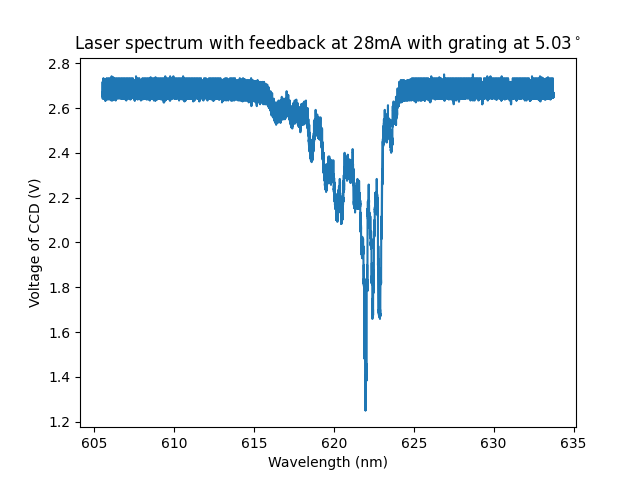 Laser spectrum with feedback at 28mA with grating at 5.03°
2.8
2.6
2.4
2.2
2.0
1.8
1.6
1.4
1.2
Voltage of CCD (V)
605 610 615 620 625 630 635
Wavelength (nm)